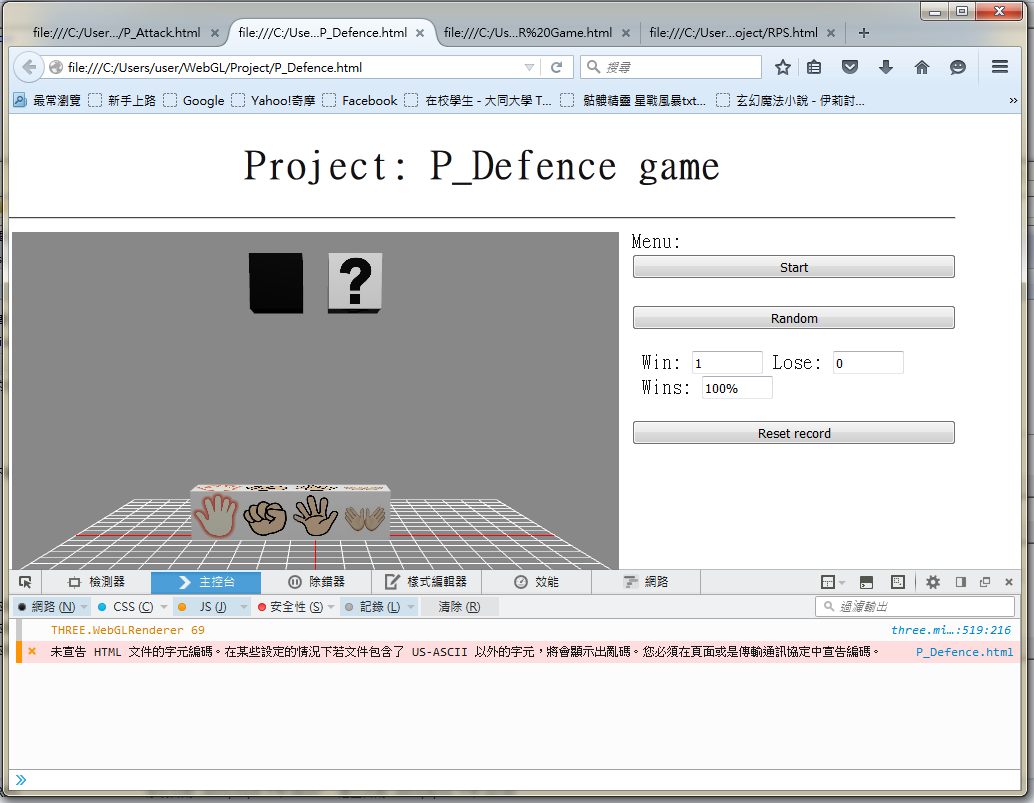 file:///C:/User.../P_Attack.html
file:///C:/Use...P_Defence.html
file:///C:/Us...R%20Game.html
file:///C:/User...oject/RPS.html
file:///C:/Users/user/WebGL/Project/P_Defence.html
搜尋
最常瀏覽 新手上路 Google Yahoo!奇摩 Facebook 在校學生 - 大同大學 T... 骷髏精靈 星戰風暴txt... 玄幻魔法小說 - 伊莉討...
Project: P_Defence game
?
Menu:
Start
Random
Win: 1 Lose: 0
Wins: 100%
Reset record
檢測器 主控台 除錯器 樣式編輯器 效能 網路
網路 (N) CSS (C) JS (J) 安全性 (S) 記錄 (L) 清除 (R) 過濾輸出
THREE.WebGLRenderer 69 three.mi…:519:216
未宣告 HTML 文件的字元編碼。在某些設定的情況下若文件包含了 US-ASCII 以外的字元，將會顯示出亂碼。您必須在頁面或是傳輸通訊協定中宣告編碼。 P_Defence.html